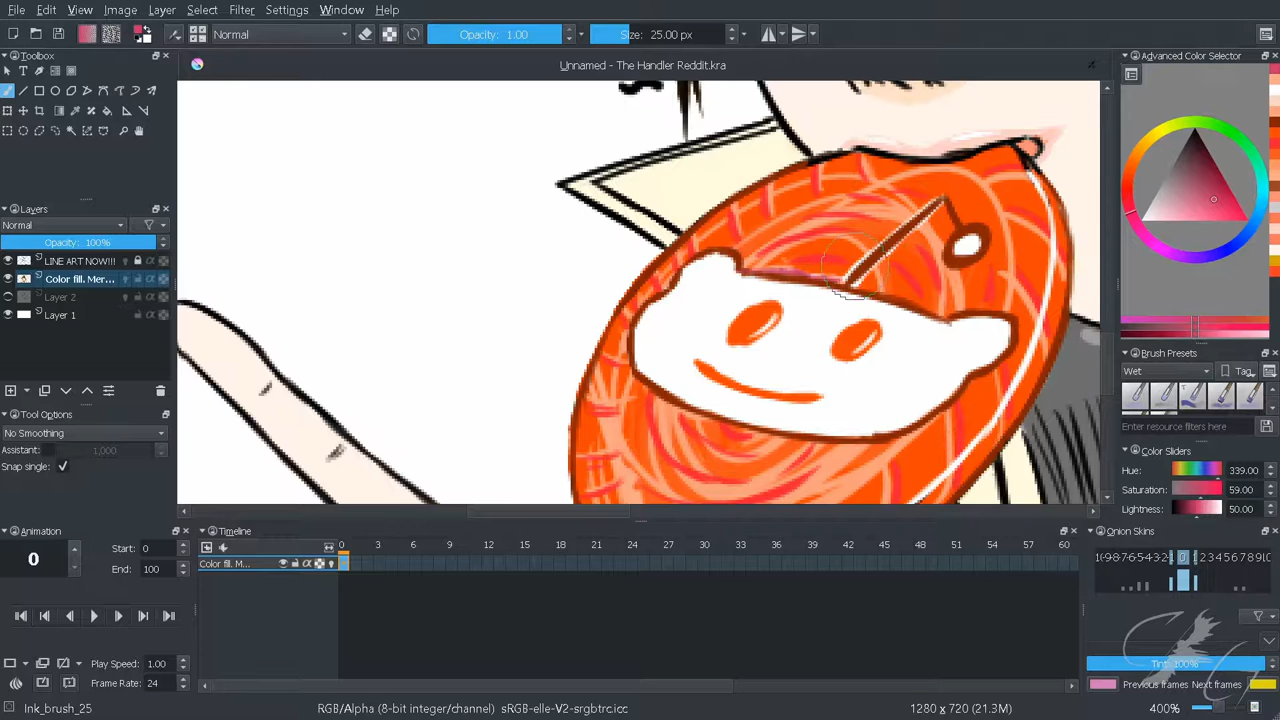 File Edit View Image Layer Select Filter Settings Window Help
Normal Opacity: 1.00 Size: 25.00 px
Toolbox
Unnamed - The Handler Reddit.kra
Advanced Color Selector
Layers
Normal
Opacity: 100%
LINE ART NOW!!!
Color fill. Mer...
Layer 2
Layer 1
Tool Options
No Smoothing
Assistant: 1,000
Snap single:
Brush Presets
Wet Tag
Enter resource filters here
Color Sliders
Hue: 339.00
Saturation: 59.00
Lightness: 50.00
Animation
0
Start: 0
End: 100
Play Speed: 1.00
Frame Rate: 24
Timeline
0 3 6 9 12 15 18 21 24 27 30 33 36 39 42 45 48 51 54 57 60
Color fill. M...
Onion Skins
Tint: 100%
Previous frames Next frames
Ink_brush_25
RGB/Alpha (8-bit integer/channel) sRGB-elle-V2-srgbtrc.icc
1280 x 720 (21.3M)
400%